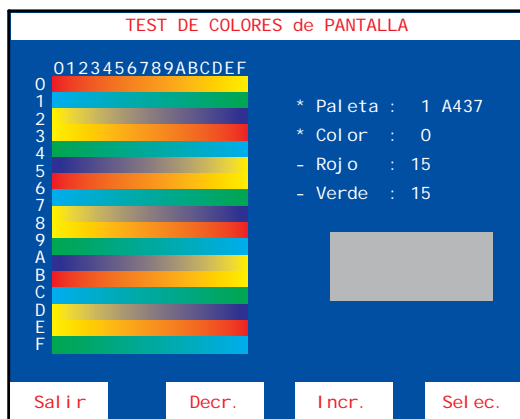 TEST DE COLORES de PANTALLA
0123456789ABCDEF
0
1
2
3
4
5
6
7
8
9
A
B
C
D
E
F
* Paleta : 1 A437
* Color : 0
- Rojo : 15
- Verde : 15
Salir Decr. Incr. Selec.